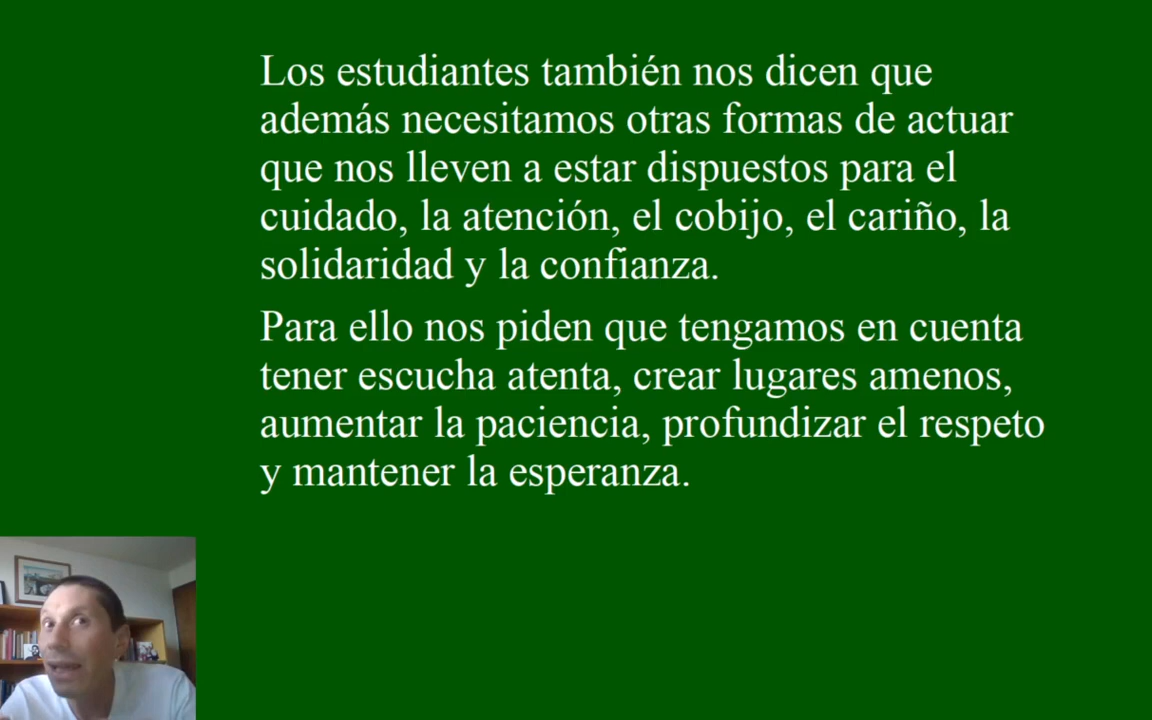 Los estudiantes también nos dicen que
además necesitamos otras formas de actuar
que nos lleven a estar dispuestos para el
cuidado, la atención, el cobijo, el cariño, la
solidaridad y la confianza.
Para ello nos piden que tengamos en cuenta
tener escucha atenta, crear lugares amenos,
aumentar la paciencia, profundizar el respeto
y mantener la esperanza.